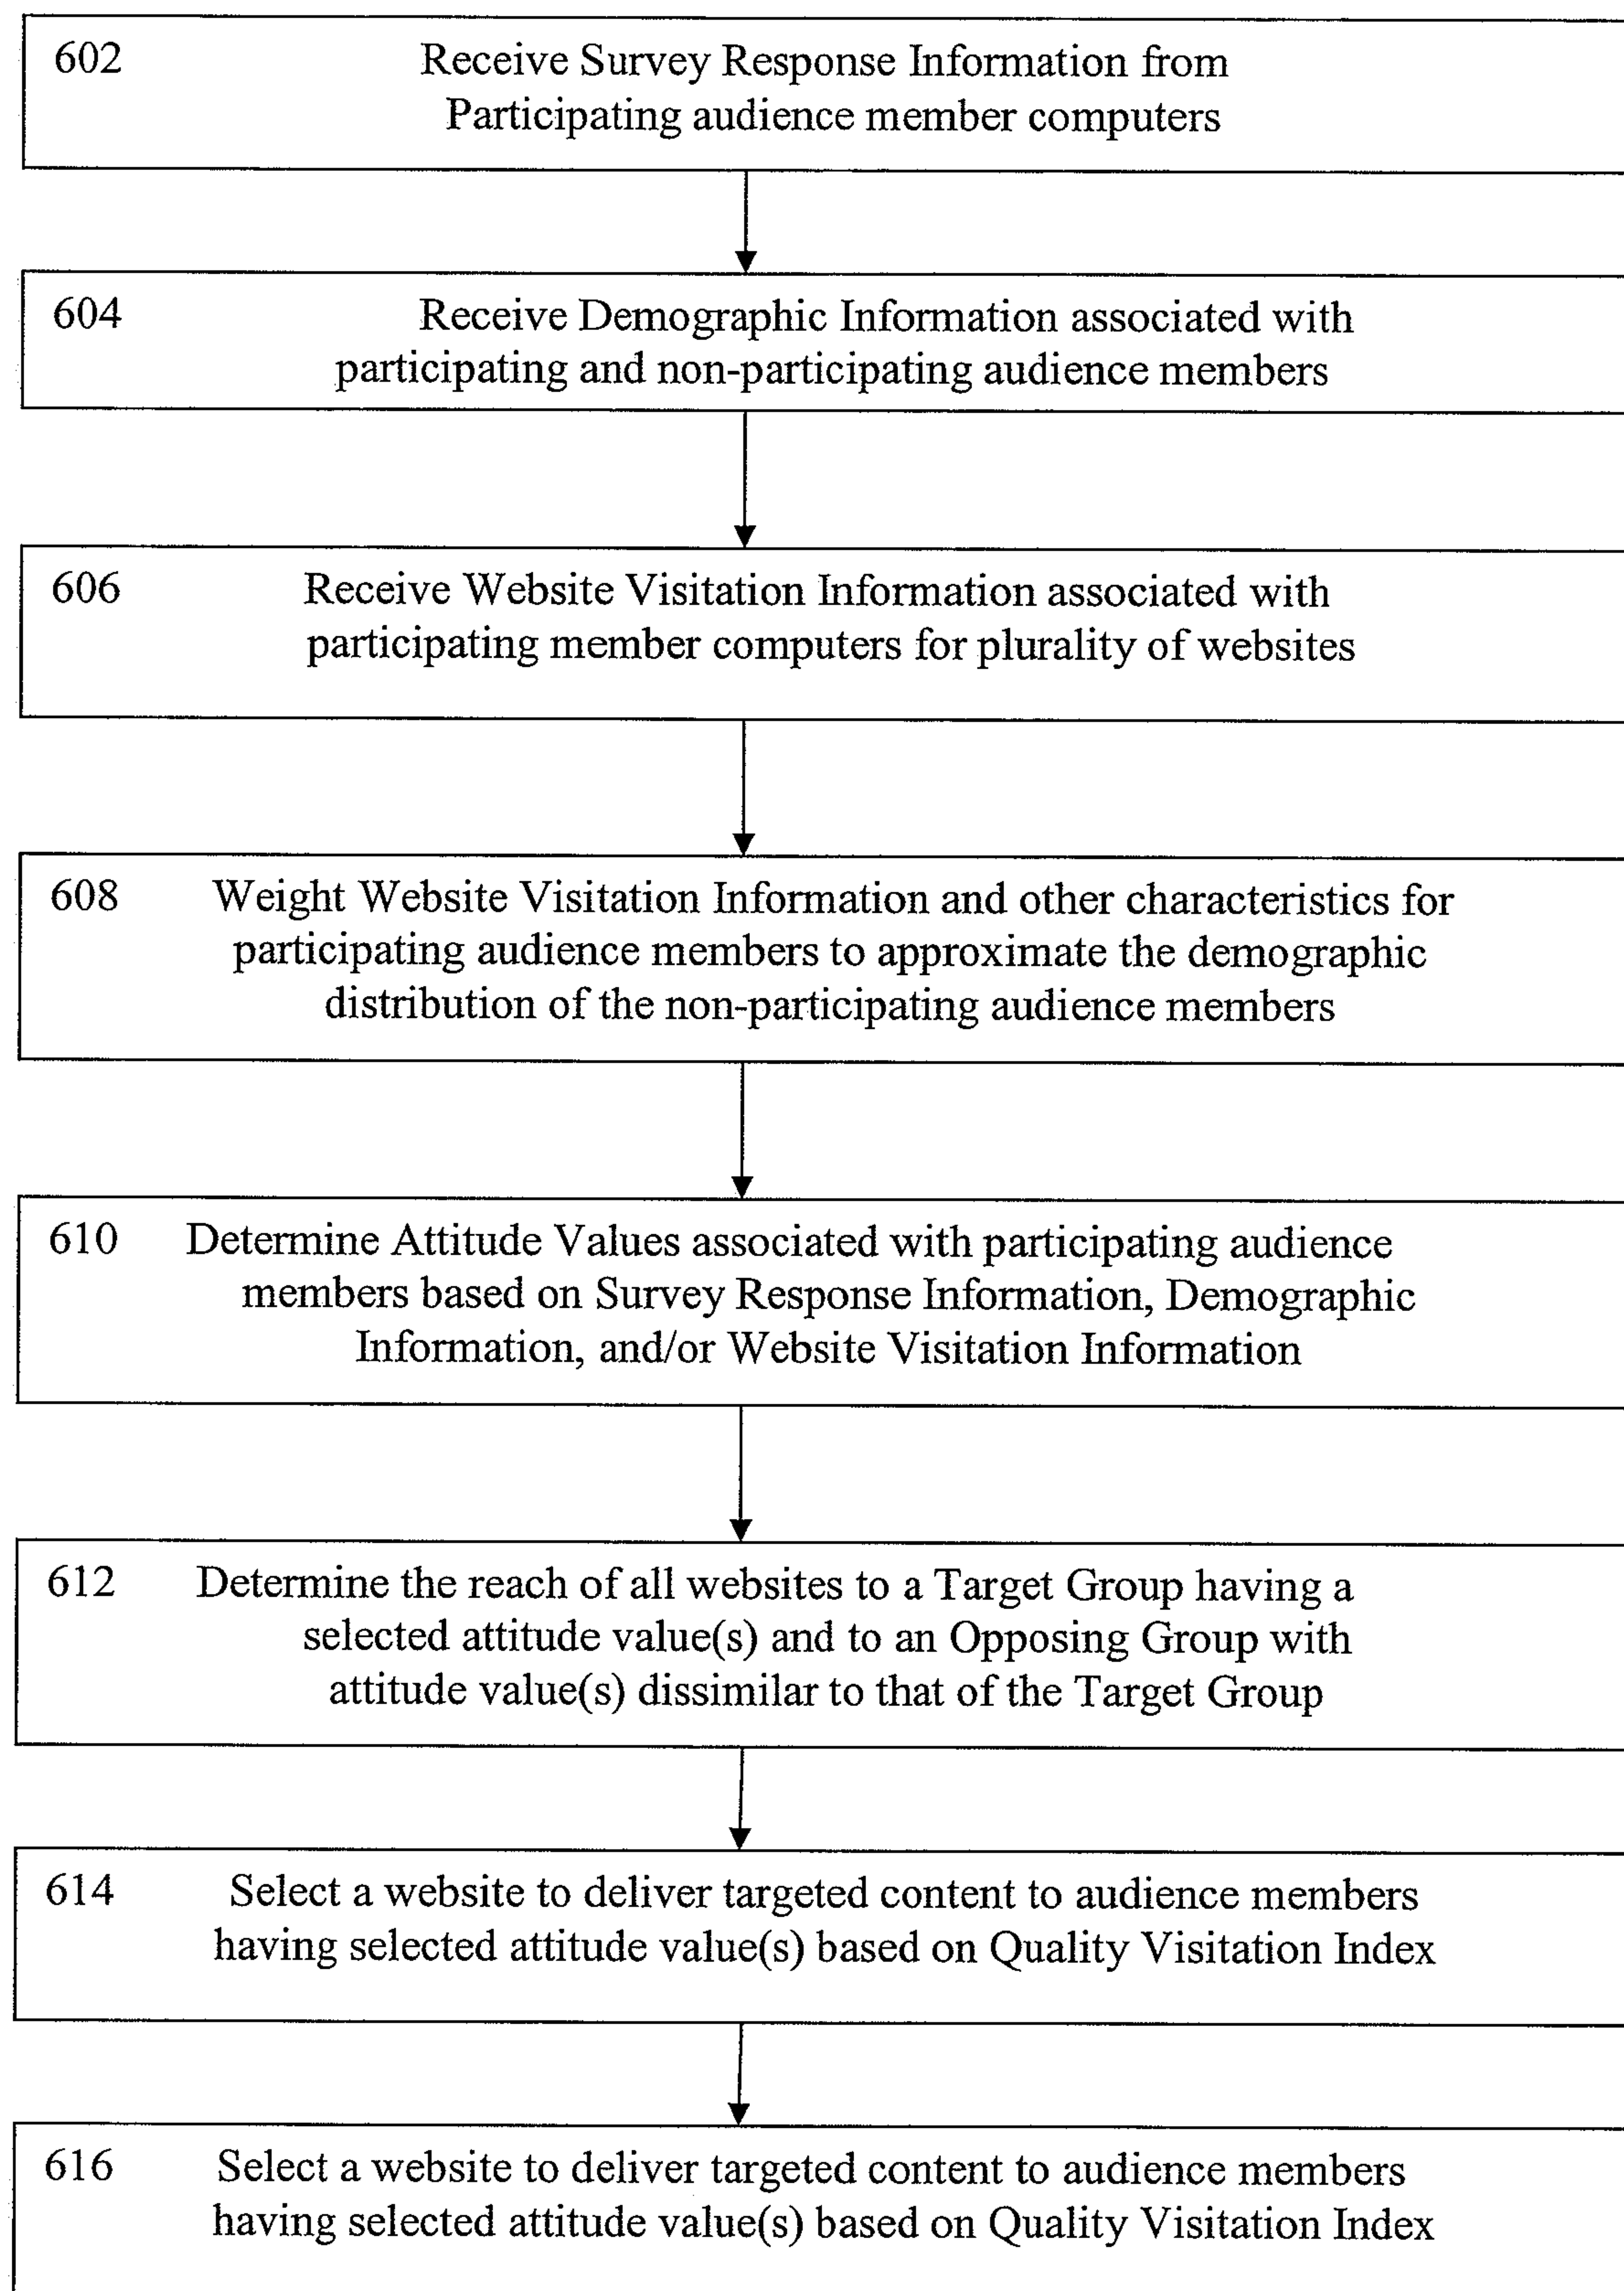 602 Receive Survey Response Information from
Participating audience member computers
604 Receive Demographic Information associated with
participating and non-participating audience members
606 Receive Website Visitation Information associated with
participating member computers for plurality of websites
608 Weight Website Visitation Information and other characteristics for
participating audience members to approximate the demographic
distribution of the non-participating audience members
610 Determine Attitude Values associated with participating audience
members based on Survey Response Information, Demographic
Information, and/or Website Visitation Information
612 Determine the reach of all websites to a Target Group having a
selected attitude value(s) and to an Opposing Group with
attitude value(s) dissimilar to that of the Target Group
614 Select a website to deliver targeted content to audience members
having selected attitude value(s) based on Quality Visitation Index
616 Select a website to deliver targeted content to audience members
having selected attitude value(s) based on Quality Visitation Index